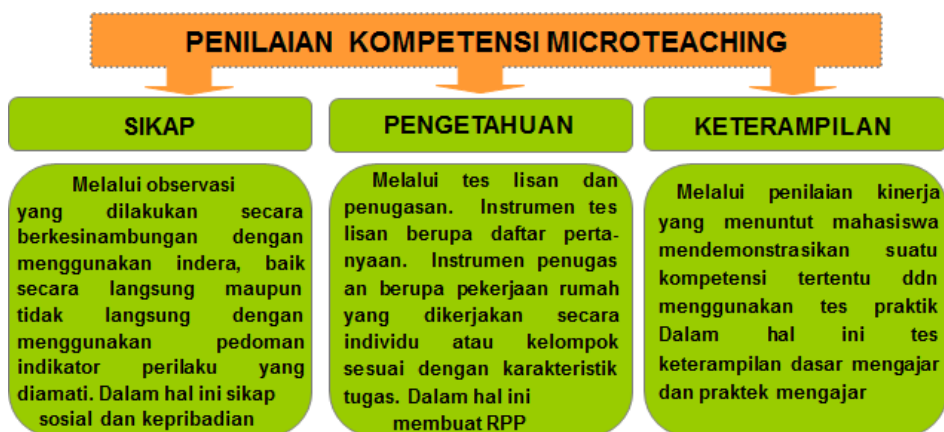 PENILAIAN KOMPETENSI MICROTEACHING
SIKAP
Melalui observasi
yang dilakukan secara
berkesinambungan dengan
menggunakan indera, baik
secara langsung maupun
tidak langsung dengan
menggunakan pedoman
indikator perilaku yang
diamati. Dalam hal ini sikap
sosial dan kepribadian
PENGETAHUAN
Melalui tes lisan dan
penugasan. Instrumen tes
lisan berupa daftar perta-
nyaan. Instrumen penugas
an berupa pekerjaan rumah
yang dikerjakan secara
individu atau kelompok
sesuai dengan karakteristik
tugas. Dalam hal ini
membuat RPP
KETERAMPILAN
Melalui penilaian kinerja
yang menuntut mahasiswa
mendemonstrasikan suatu
kompetensi tertentu ddn
menggunakan tes praktik
Dalam hal ini tes
keterampilan dasar mengajar
dan praktek mengajar